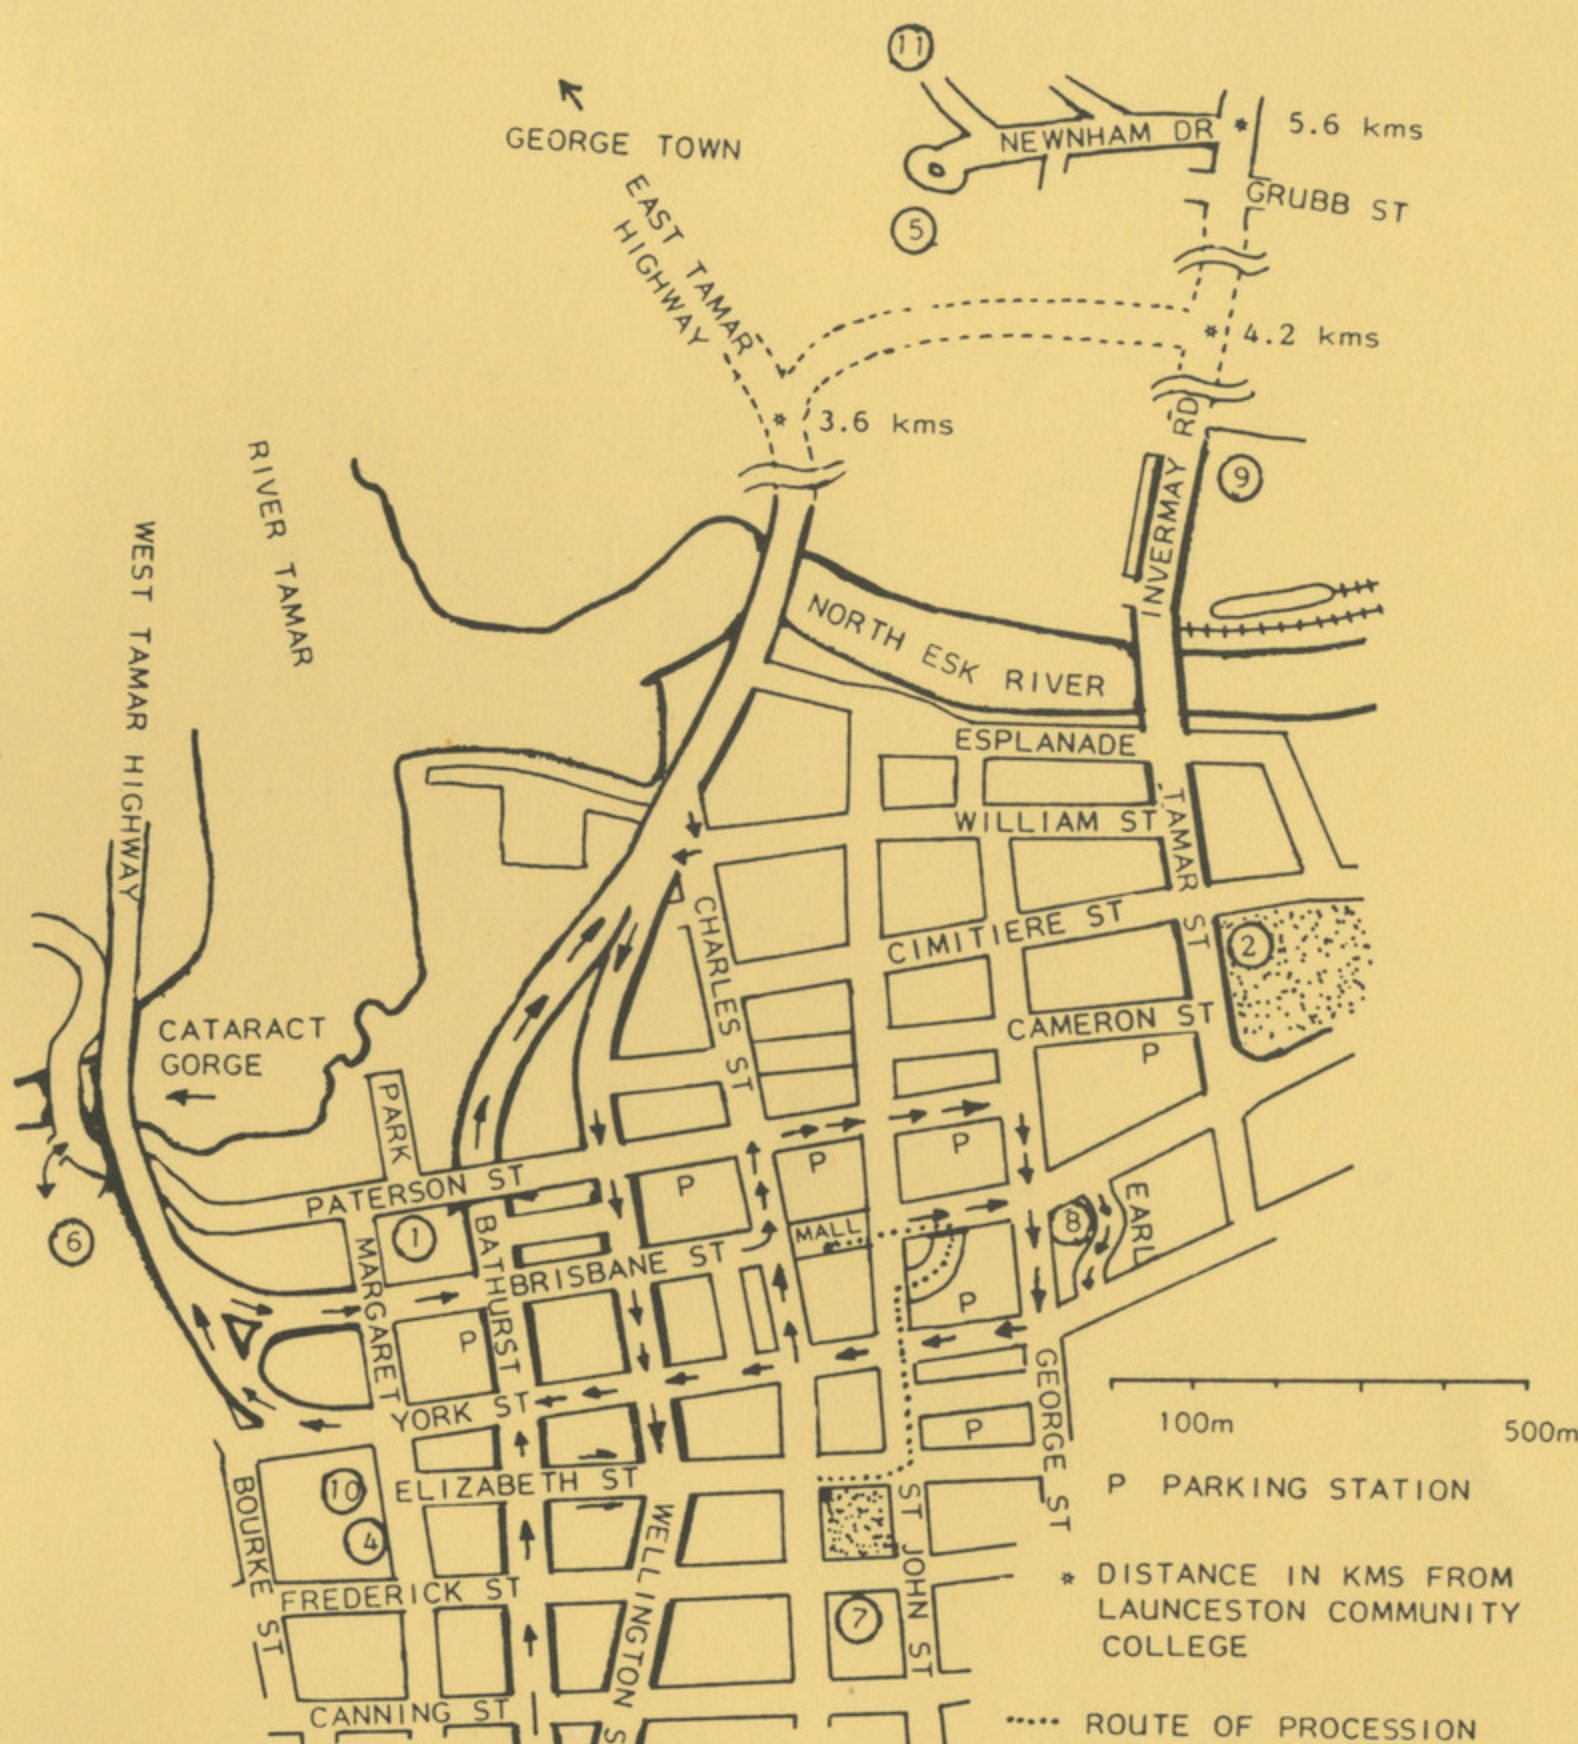 11
NEWNHAM DR
* 5.6 kms
GEORGE TOWN
GRUBB ST
5
EAST TAMAR
HIGHWAY
* 4.2 kms
* 3.6 kms
INVERMAY RD
9
RIVER TAMAR
WEST TAMAR HIGHWAY
NORTH ESK RIVER
ESPLANADE
WILLIAM ST
TAMAR ST
CHARLES ST
CIMITIERE ST
2
CAMERON ST
P
CATARACT
GORGE
PARK
P
P
P
PATERSON ST
6
1
MALL
8
EARL
BATHURST
MARGARET
BRISBANE ST
P
P
YORK ST
GEORGE ST
100m
500m
P
10
ELIZABETH ST
P PARKING STATION
BOURKE ST
4
WELLINGTON S
ST JOHN ST
* DISTANCE IN KMS FROM
LAUNCESTON COMMUNITY
COLLEGE
FREDERICK ST
7
CANNING ST
ROUTE OF PROCESSION